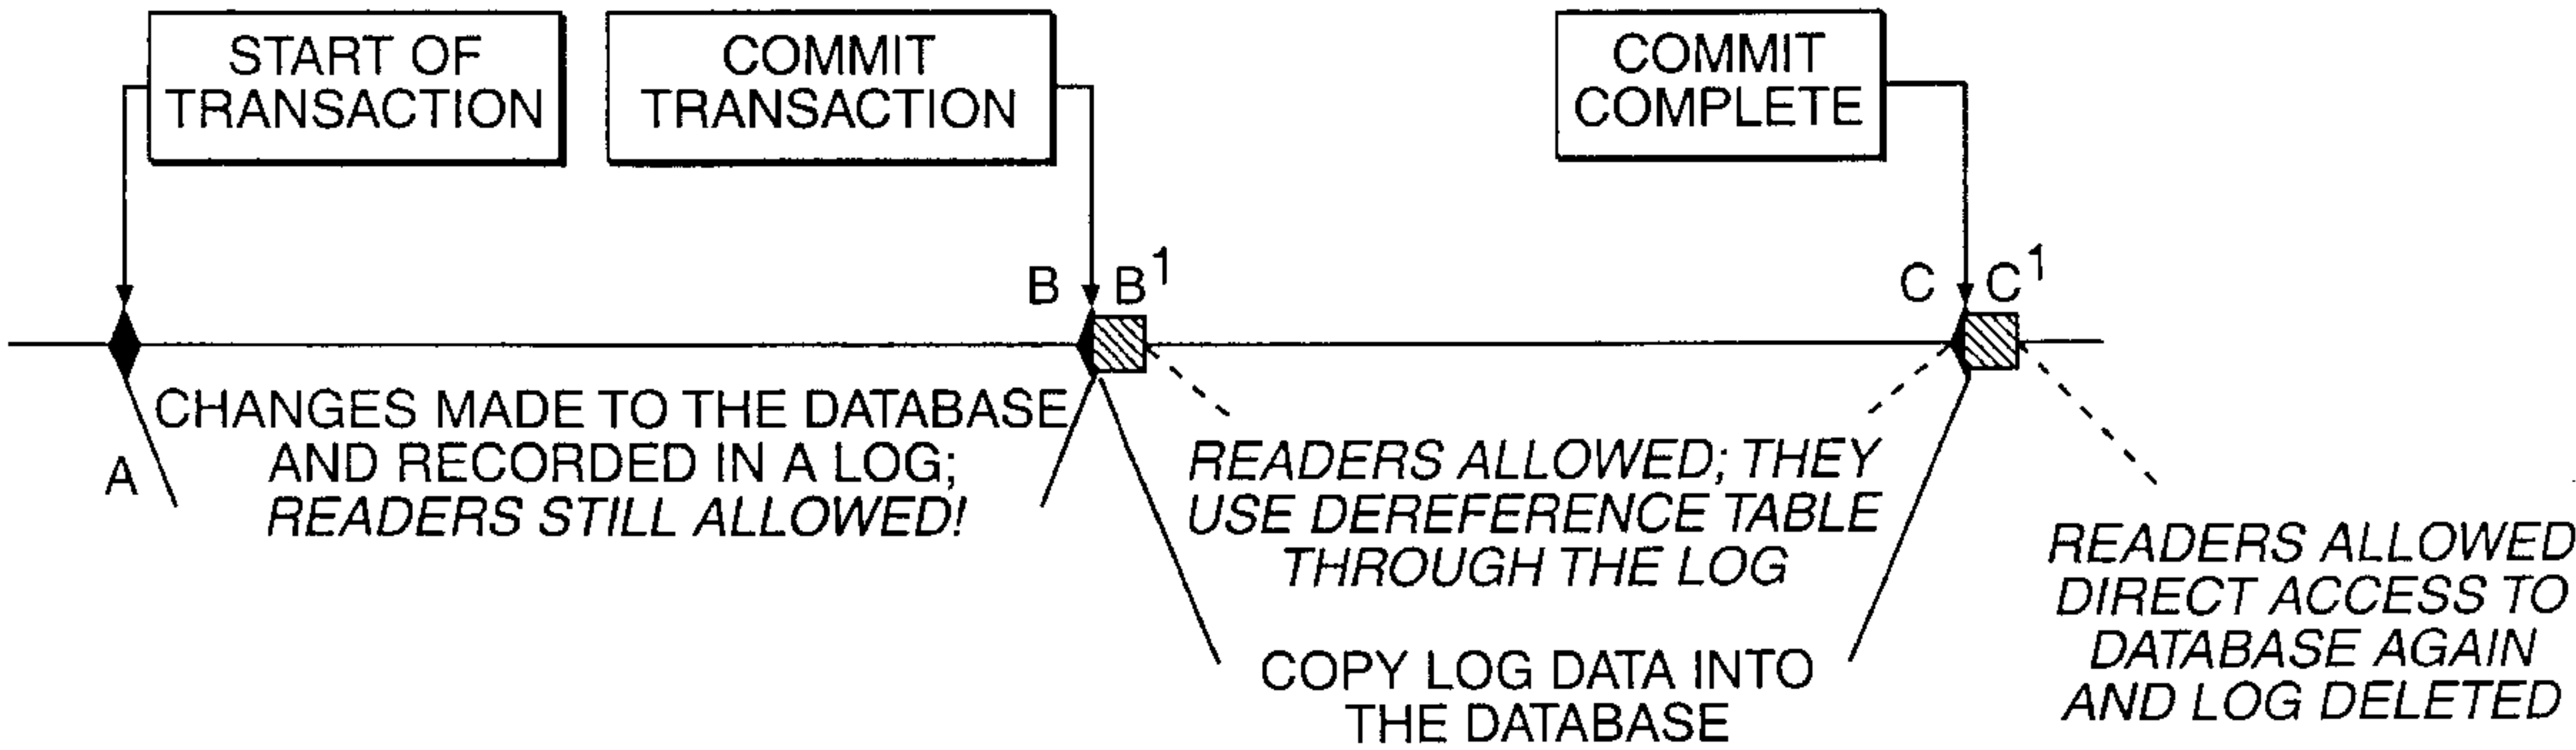 START OF
TRANSACTION
COMMIT
TRANSACTION
COMMIT
COMPLETE
B B1
C C1
A
CHANGES MADE TO THE DATABASE
AND RECORDED IN A LOG;
READERS STILL ALLOWED!
READERS ALLOWED; THEY
USE DEREFERENCE TABLE
THROUGH THE LOG
COPY LOG DATA INTO
THE DATABASE
READERS ALLOWED
DIRECT ACCESS TO
DATABASE AGAIN
AND LOG DELETED